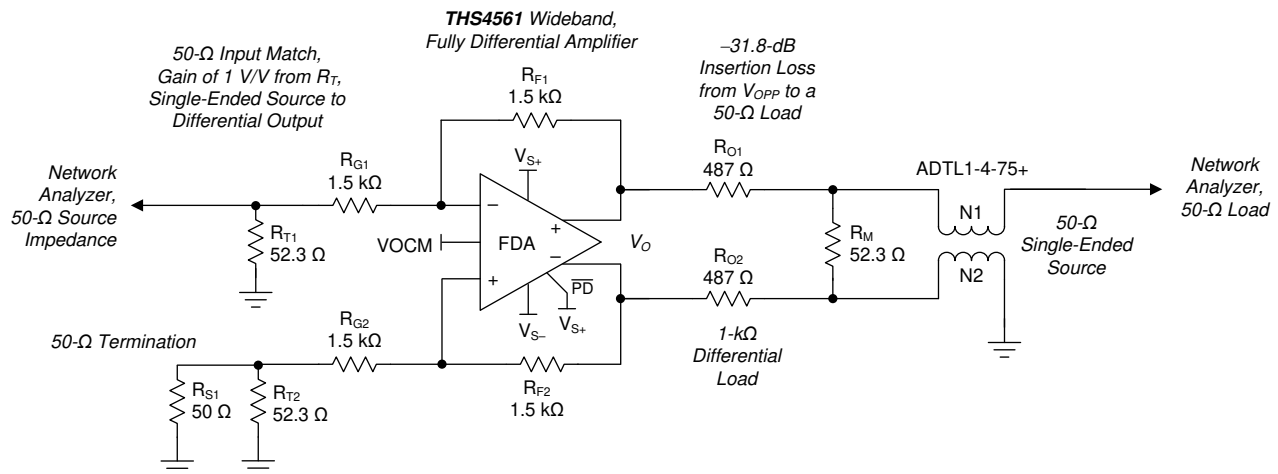 THS4561 Wideband,
Fully Differential Amplifier
50-Ω Input Match,
Gain of 1 V/V from RT,
Single-Ended Source to
Differential Output
–31.8-dB
Insertion Loss
from VOPP to a
50-Ω Load
RF1
1.5 kΩ
Network
Analyzer,
50-Ω Source
Impedance
RG1
1.5 kΩ
VS+
RO1
487 Ω
ADTL1-4-75+
Network
Analyzer,
50-Ω Load
RT1
52.3 Ω
VOCM
–
+
FDA
+
–
VO
PD
VS–
VS+
RM
52.3 Ω
N1
N2
50-Ω
Single-Ended
Source
RO2
487 Ω
50-Ω Termination
RG2
1.5 kΩ
1-kΩ
Differential
Load
RS1
50 Ω
RT2
52.3 Ω
RF2
1.5 kΩ